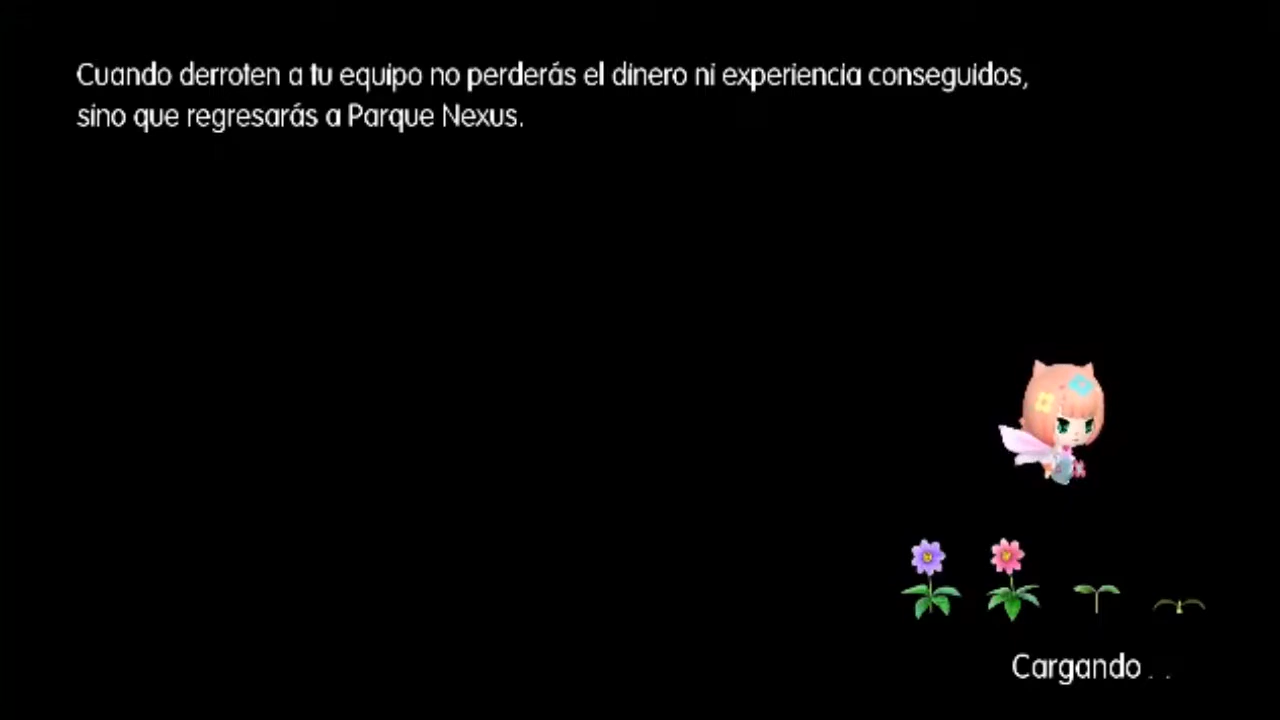 Cuando derroten a tu equipo no perderás el dinero ni experiencia conseguidos,
sino que regresarás a Parque Nexus.
Cargando . .